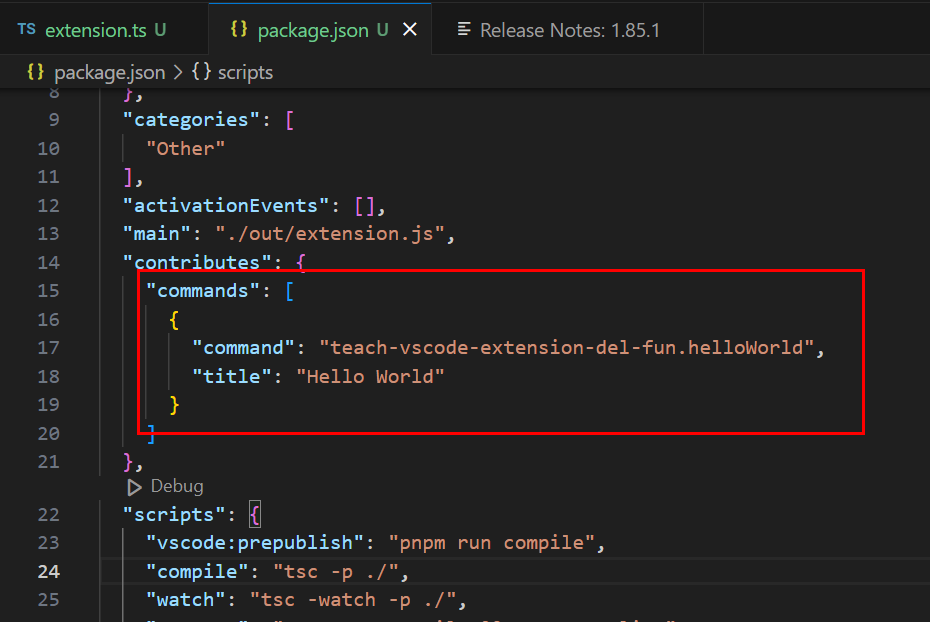 TS extension.ts U {} package.json U × Release Notes: 1.85.1
{} package.json > {} scripts
8 },
9 "categories": [
10 "Other"
11 ],
12 "activationEvents": [],
13 "main": "./out/extension.js",
14 "contributes": {
15 "commands": [
16 {
17 "command": "teach-vscode-extension-del-fun.helloWorld",
18 "title": "Hello World"
19 }
20 ]
21 },
Debug
22 "scripts": {
23 "vscode:prepublish": "pnpm run compile",
24 "compile": "tsc -p ./",
25 "watch": "tsc -watch -p ./",